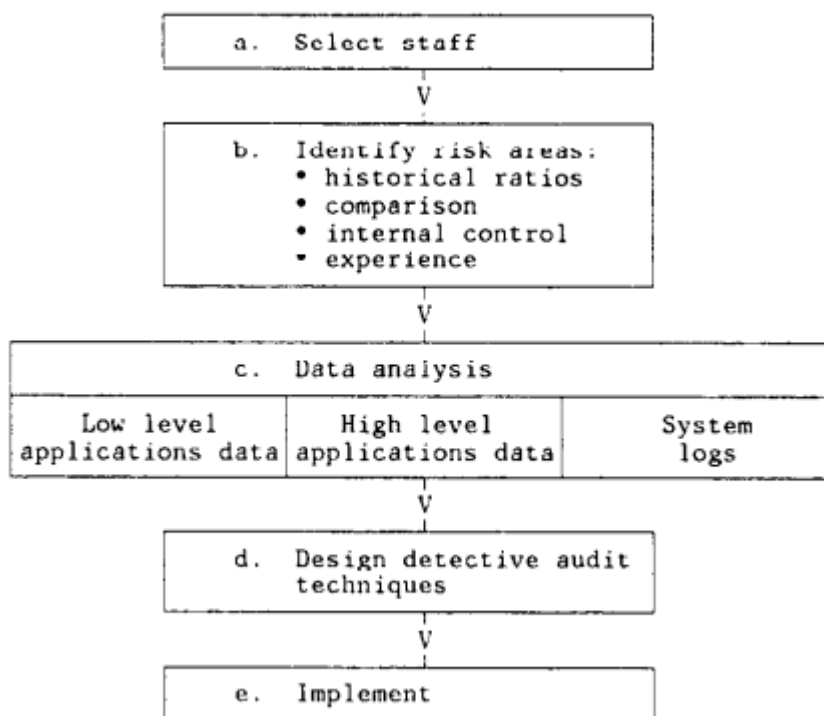 a. Select staff
V
b. Identify risk areas:
• historical ratios
• comparison
• internal control
• experience
V
c. Data analysis
Low level applications data
High level applications data
System logs
V
d. Design detective audit
techniques
V
e. Implement